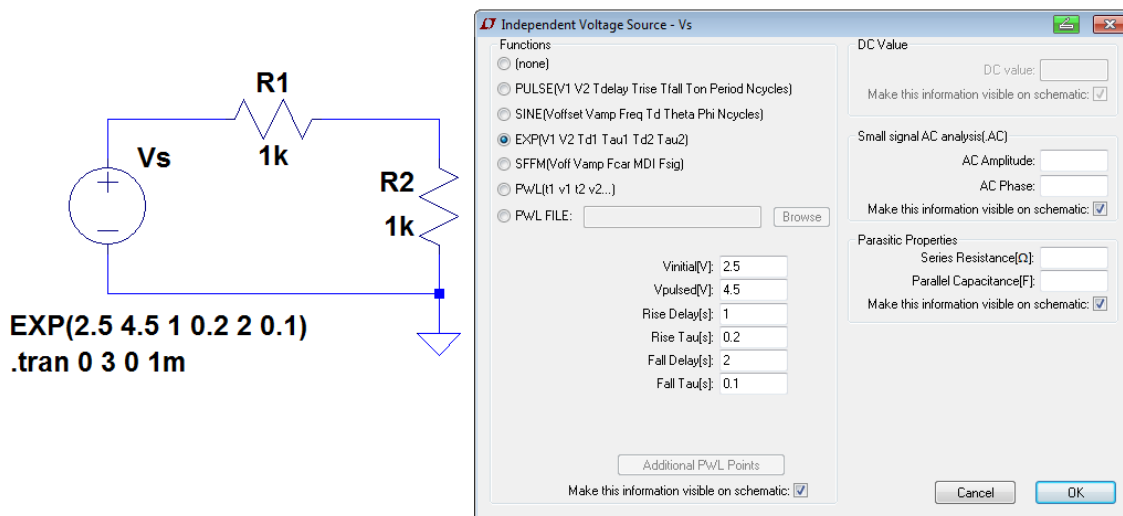 R1
1k
Vs
R2
1k
EXP(2.5 4.5 1 0.2 2 0.1)
.tran 0 3 0 1m
Independent Voltage Source - Vs
Functions
(none)
PULSE(V1 V2 Tdelay Trise Tfall Ton Period Ncycles)
SINE(Voffset Vamp Freq Td Theta Phi Ncycles)
EXP(V1 V2 Td1 Tau1 Td2 Tau2)
SFFM(Voff Vamp Fcar MDI Fsig)
PWL(t1 v1 t2 v2...)
PWL FILE: Browse
Vinitial[V]: 2.5
Vpulsed[V]: 4.5
Rise Delay[s]: 1
Rise Tau[s]: 0.2
Fall Delay[s]: 2
Fall Tau[s]: 0.1
Additional PWL Points
Make this information visible on schematic:
DC Value
DC value:
Make this information visible on schematic:
Small signal AC analysis(.AC)
AC Amplitude:
AC Phase:
Make this information visible on schematic:
Parasitic Properties
Series Resistance[Ω]:
Parallel Capacitance[F]:
Make this information visible on schematic:
Cancel OK